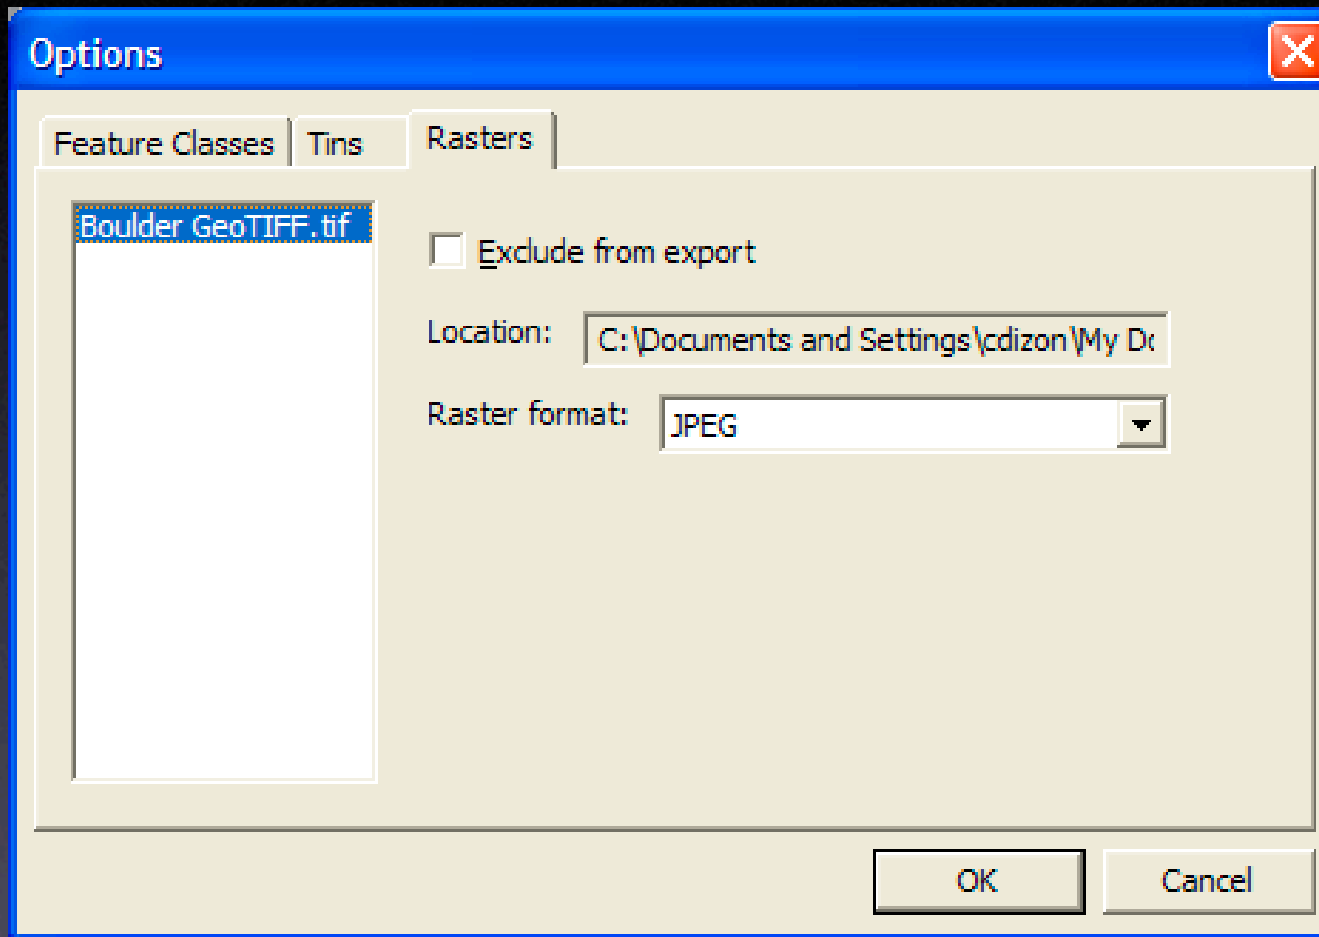 Options
Feature Classes Tins Rasters
Boulder GeoTIFF.tif
Exclude from export
Location: C:\Documents and Settings\cdizon\My Do
Raster format: JPEG
OK Cancel